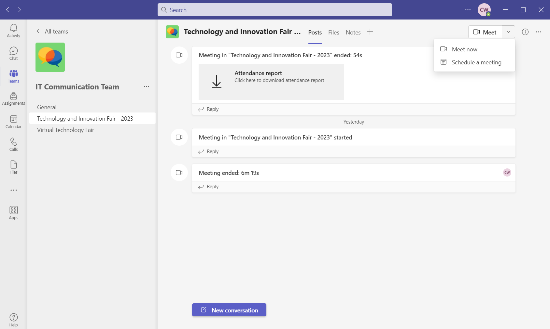 Search
CW
Activity
Chat
Teams
Assignments
Calendar
Calls
Files
Apps
Help
All teams
IT Communication Team
General
Technology and Innovation Fair - 2023
Virtual Technology Fair
Technology and Innovation Fair ...
Posts
Files
Notes
Meet
Meet now
Schedule a meeting
Meeting in "Technology and Innovation Fair - 2023" ended: 54s
Attendance report
Click here to download attendance report
Reply
Yesterday
Meeting in "Technology and Innovation Fair - 2023" started
Reply
Meeting ended: 6m 13s
CW
Reply
New conversation